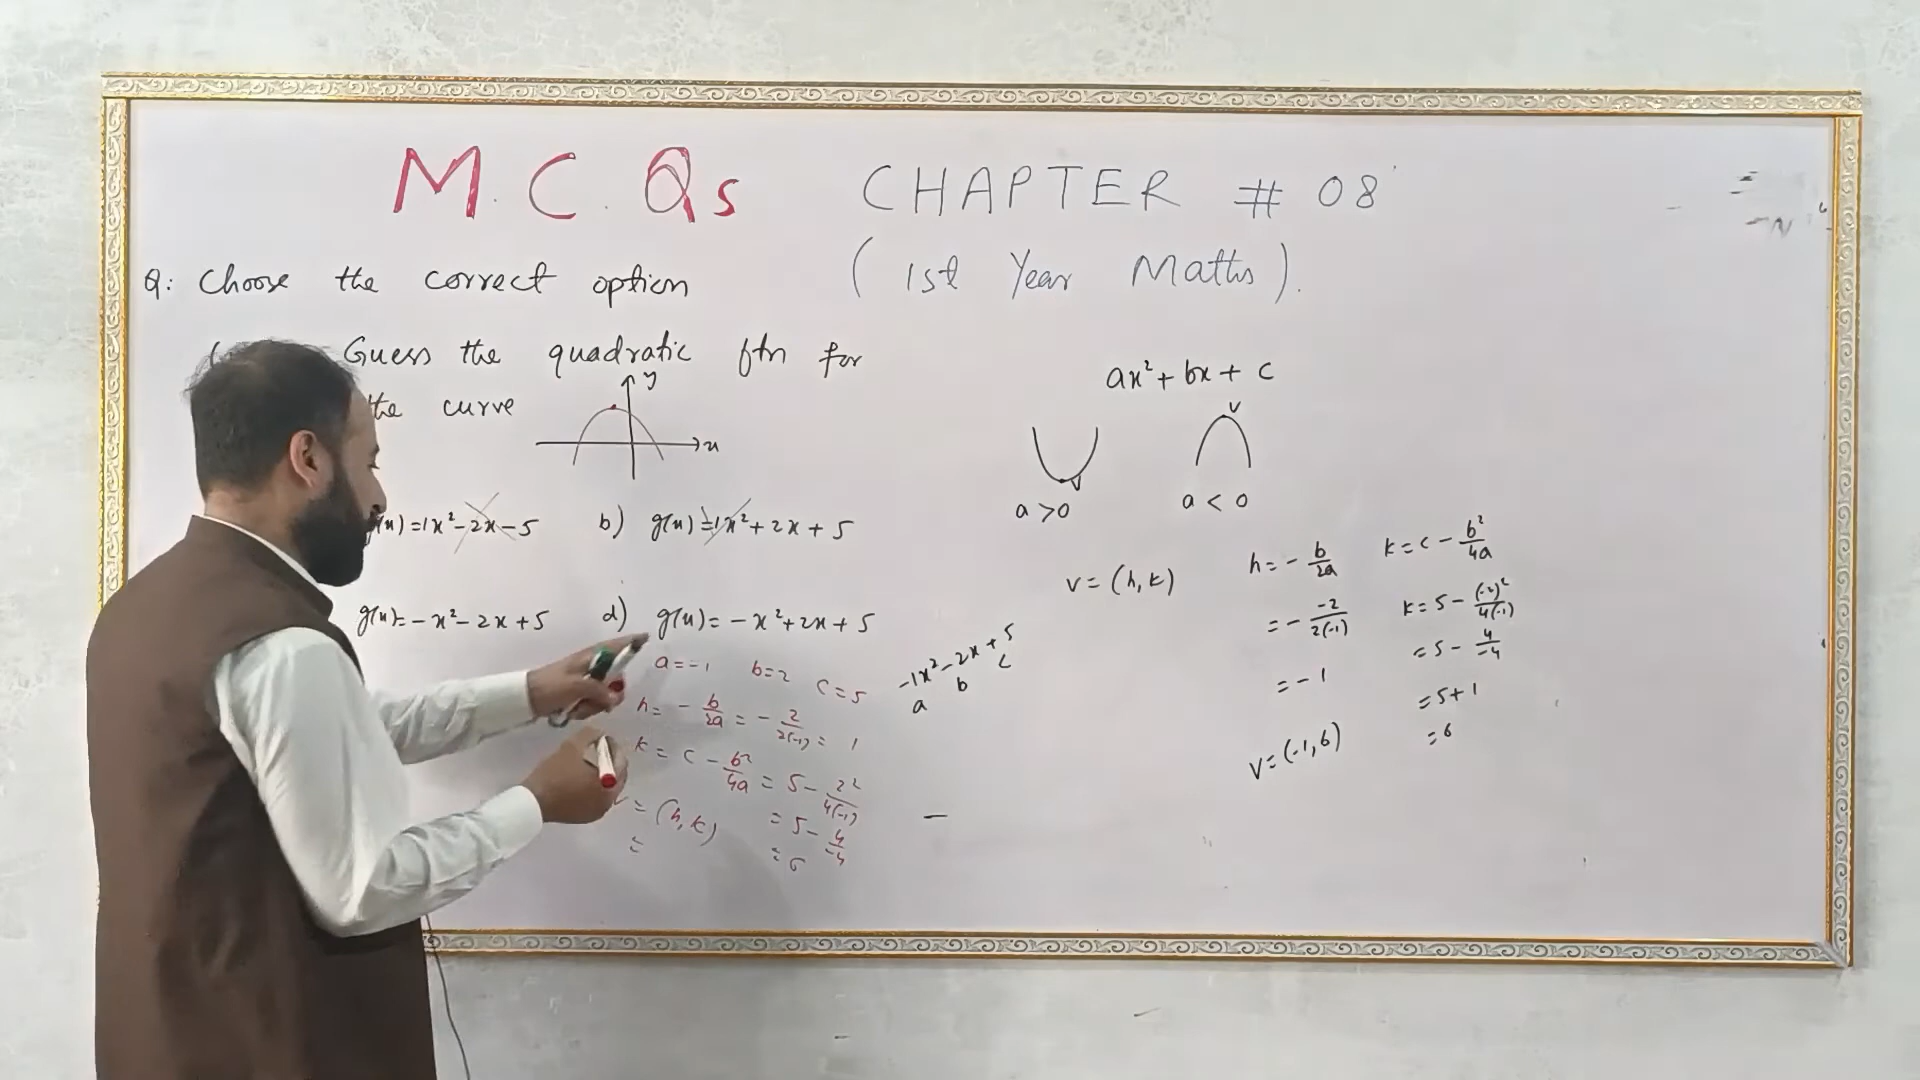 M.C.Qs CHAPTER # 08
(1st Year Maths).
Q: Choose the correct option
Guess the quadratic ftn for
the curve
y
x
(x)=1x²-2x-5 b) g(x)=1x²+2x+5
g(x)=-x²-2x+5 d) g(x)=-x²+2x+5
a=-1 b=2 c=5
h= -b/2a = -2/2(-1) = 1
k= c - b²/4a = 5 - 2²/4(-1)
= (h,k) = 5 - 4/-4
= = 6
-1x²-2x+5
a b c
ax²+bx+c
v v
a>0 a<0
v=(h,k)
h= -b/2a
= - -2/2(-1)
= -1
v=(-1,6)
k=c - b²/4a
k=5 - (-2)²/4(-1)
=5 - 4/-4
=5+1
=6